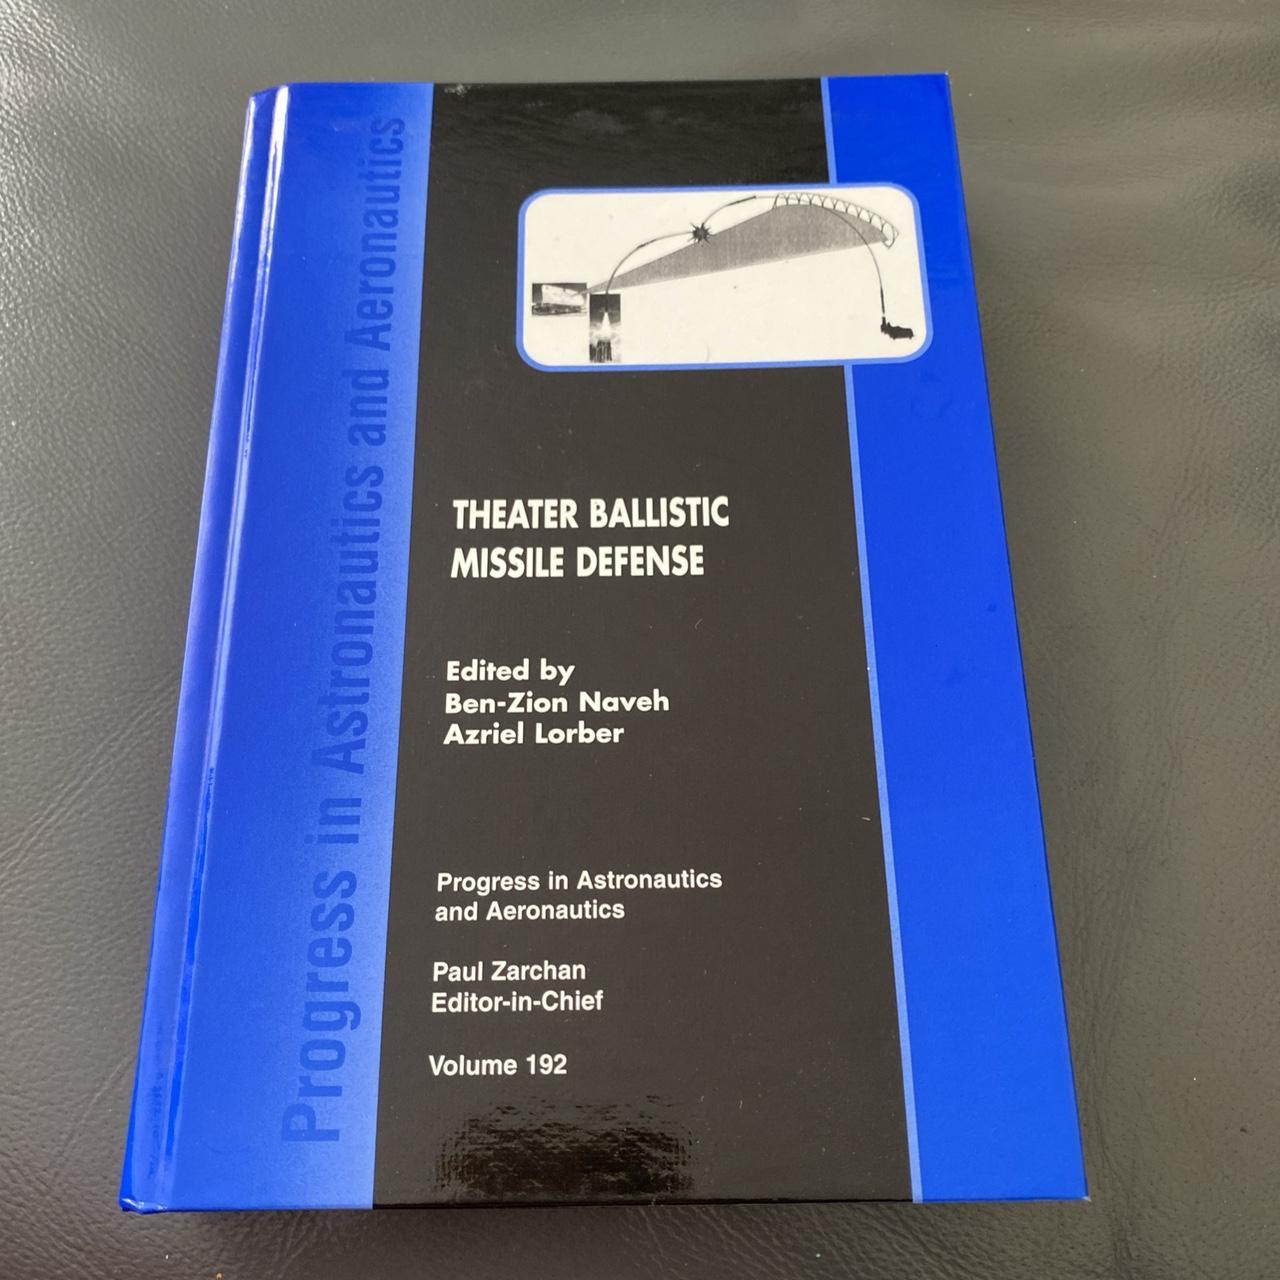 Progress in Astronautics and Aeronautics
THEATER BALLISTIC
MISSILE DEFENSE
Edited by
Ben-Zion Naveh
Azriel Lorber
Progress in Astronautics
and Aeronautics
Paul Zarchan
Editor-in-Chief
Volume 192